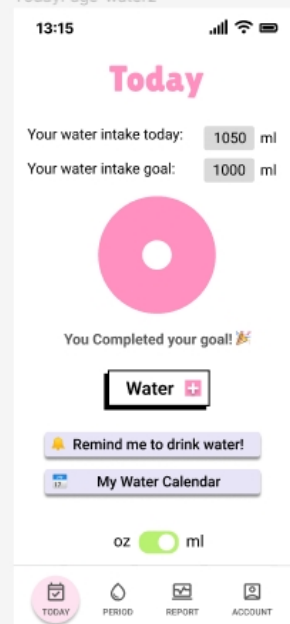 13:15
Today
Your water intake today: 1050 ml
Your water intake goal: 1000 ml
You Completed your goal! 🎉
Water
Remind me to drink water!
My Water Calendar
oz ml
TODAY PERIOD REPORT ACCOUNT